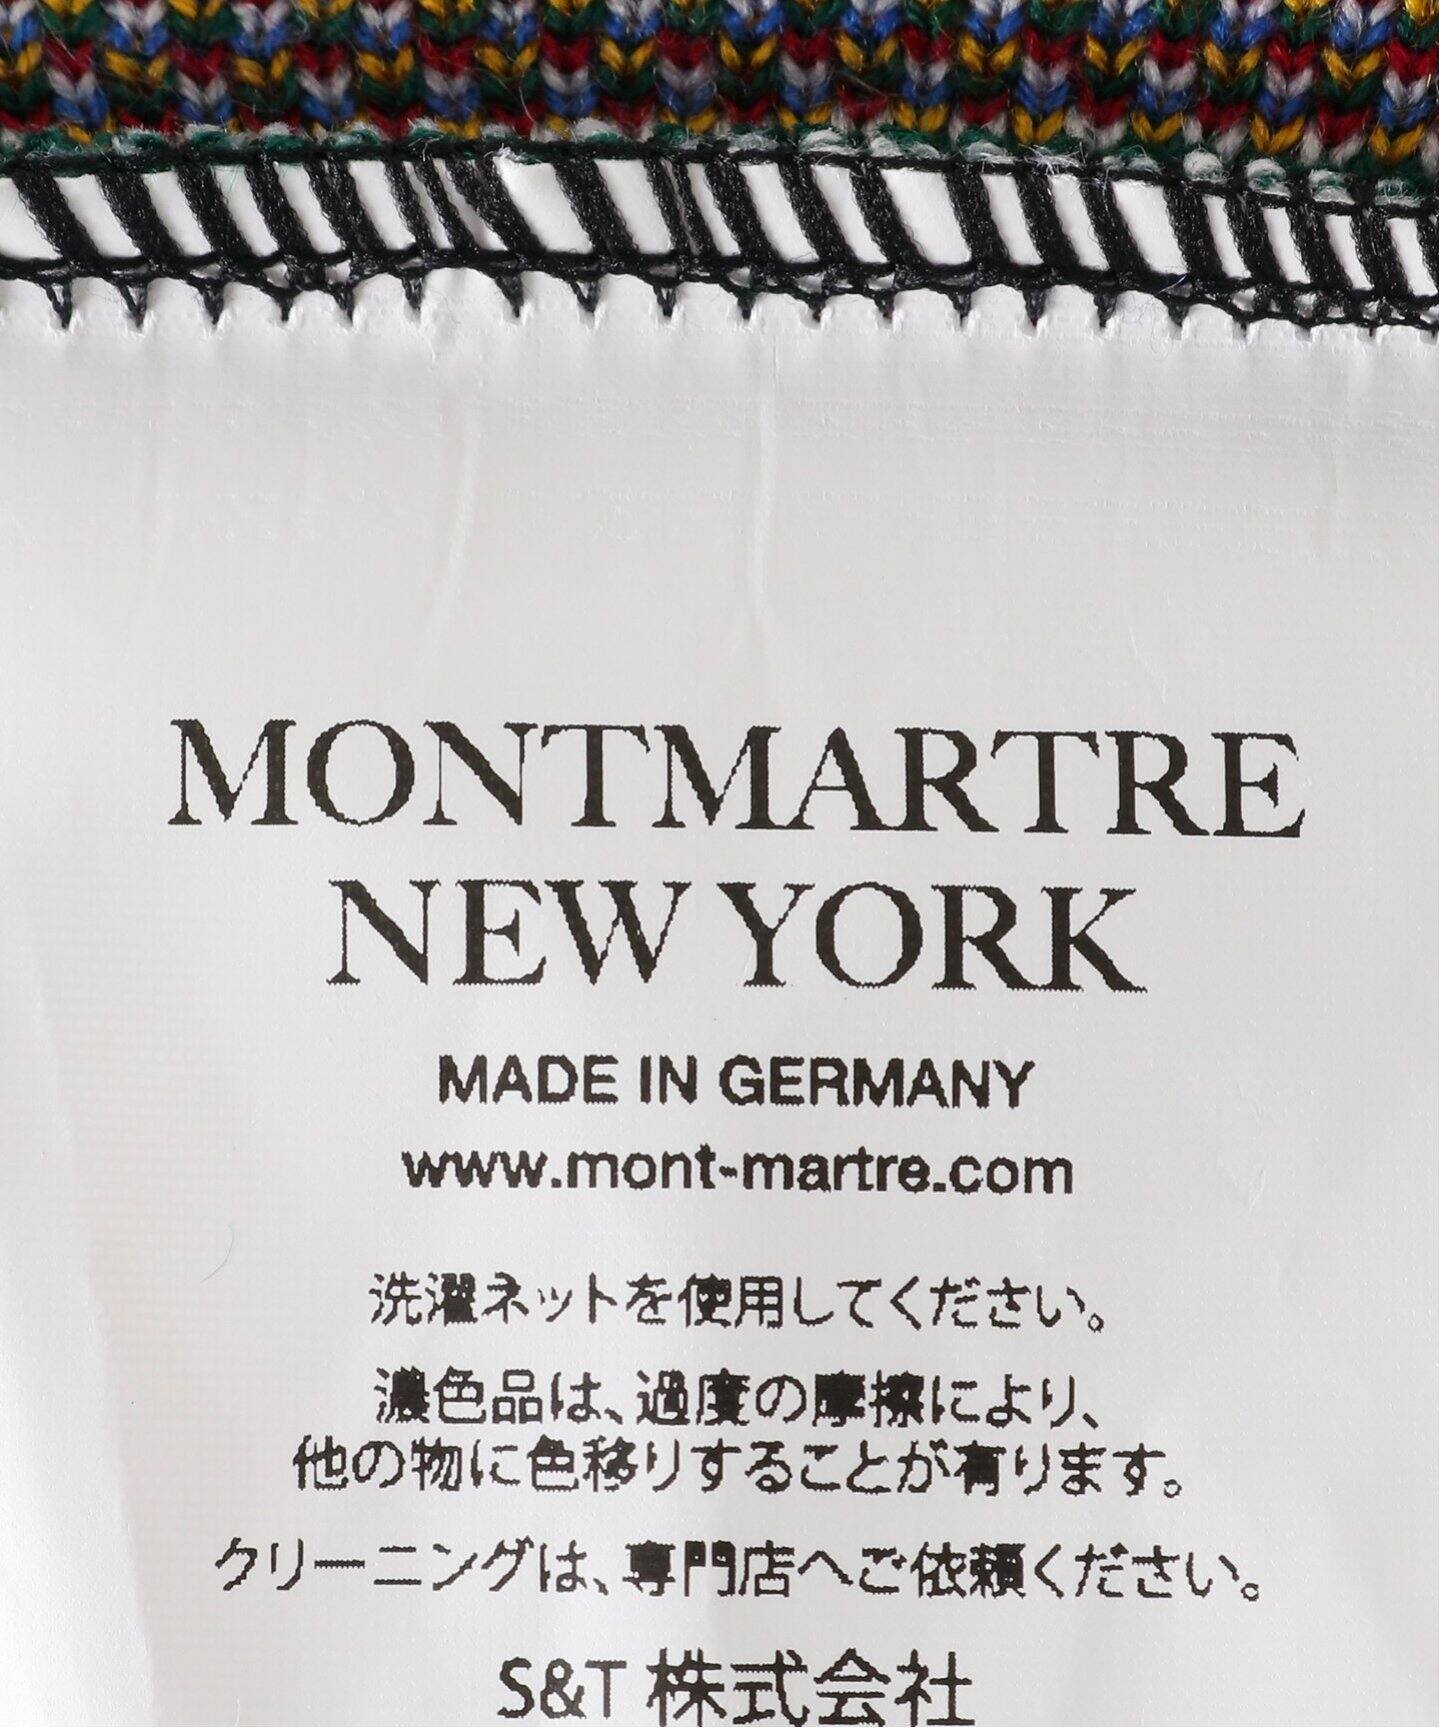 MONTMARTRE
NEW YORK
MADE IN GERMANY
www.mont-martre.com
洗濯ネットを使用してください。
濃色品は、過度の摩擦により、
他の物に色移りすることが有ります。
クリーニングは、専門店へご依頼ください。
S&T 株式会社